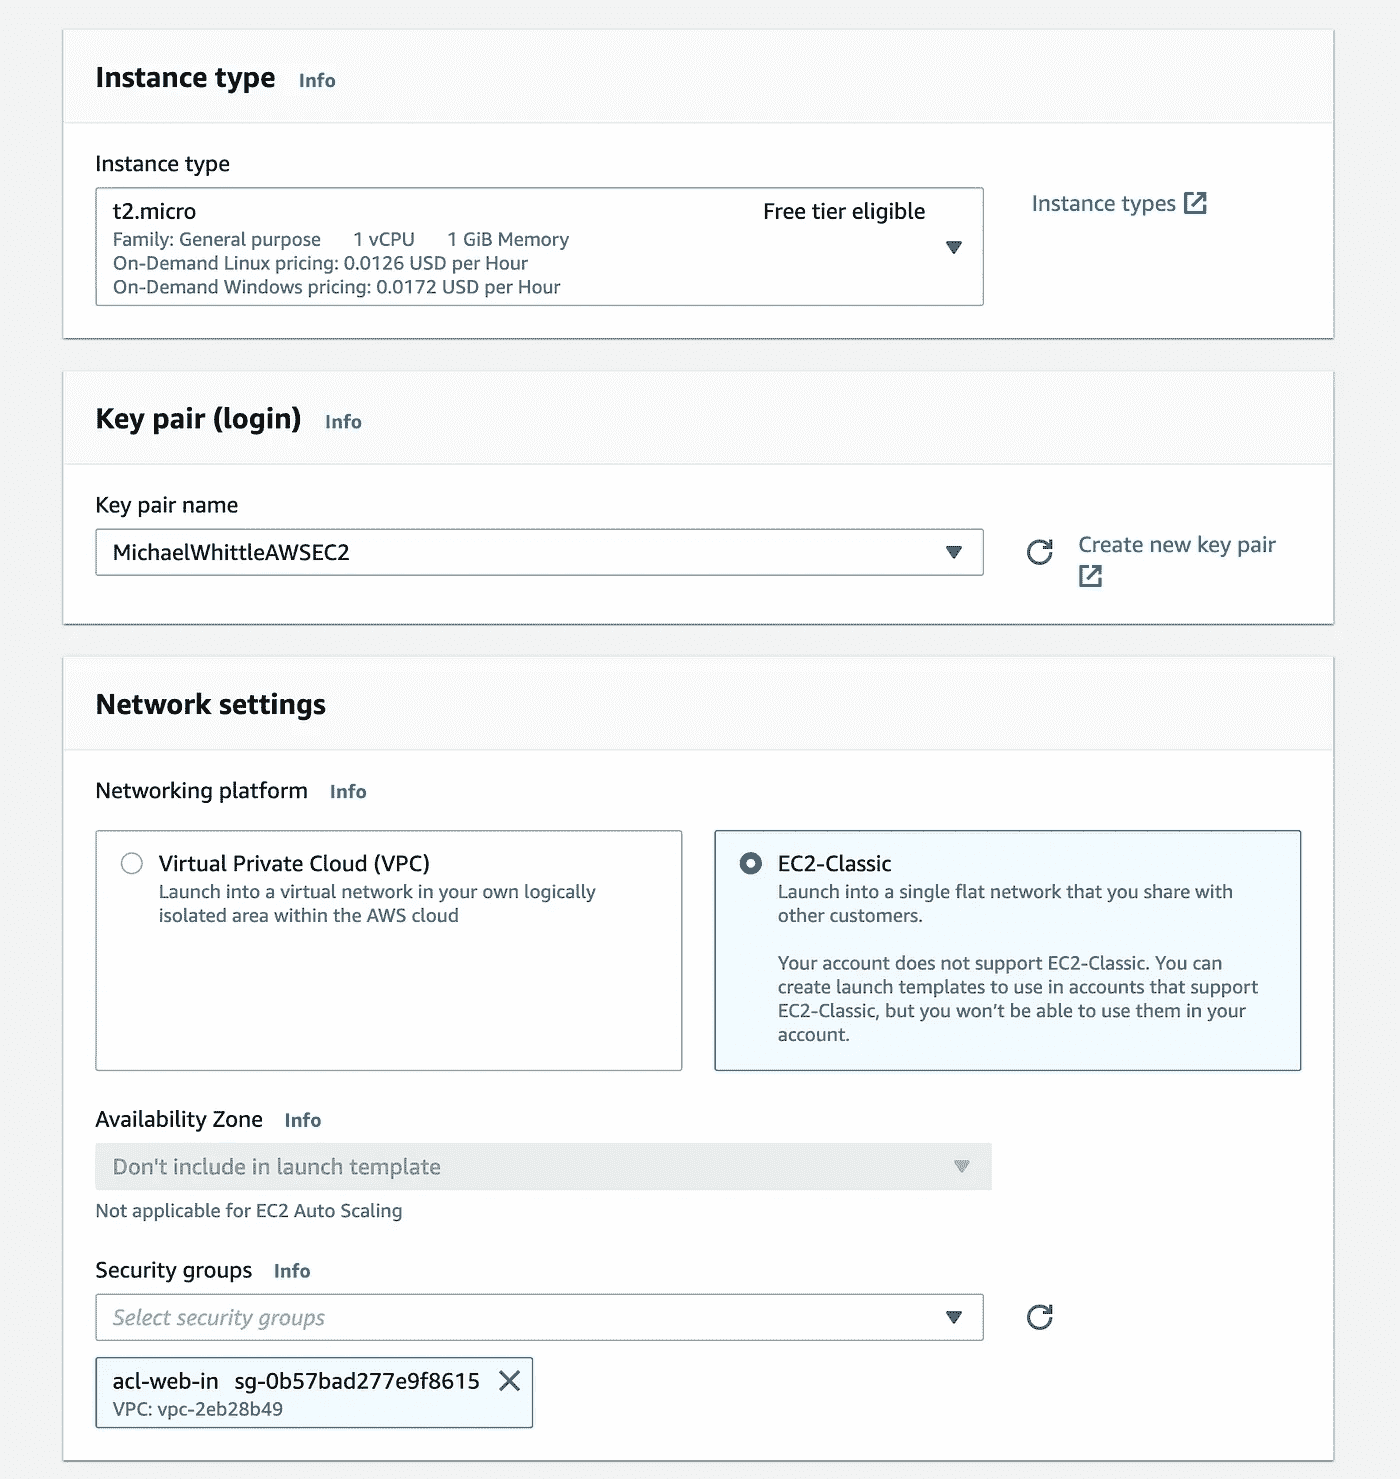 Instance type Info
Instance type
t2.micro Free tier eligible
Family: General purpose 1 vCPU 1 GiB Memory
On-Demand Linux pricing: 0.0126 USD per Hour
On-Demand Windows pricing: 0.0172 USD per Hour
Instance types
Key pair (login) Info
Key pair name
MichaelWhittleAWSEC2
Create new key pair
Network settings
Networking platform Info
Virtual Private Cloud (VPC)
Launch into a virtual network in your own logically
isolated area within the AWS cloud
EC2-Classic
Launch into a single flat network that you share with
other customers.
Your account does not support EC2-Classic. You can
create launch templates to use in accounts that support
EC2-Classic, but you won’t be able to use them in your
account.
Availability Zone Info
Don't include in launch template
Not applicable for EC2 Auto Scaling
Security groups Info
Select security groups
acl-web-in sg-0b57bad277e9f8615
VPC: vpc-2eb28b49